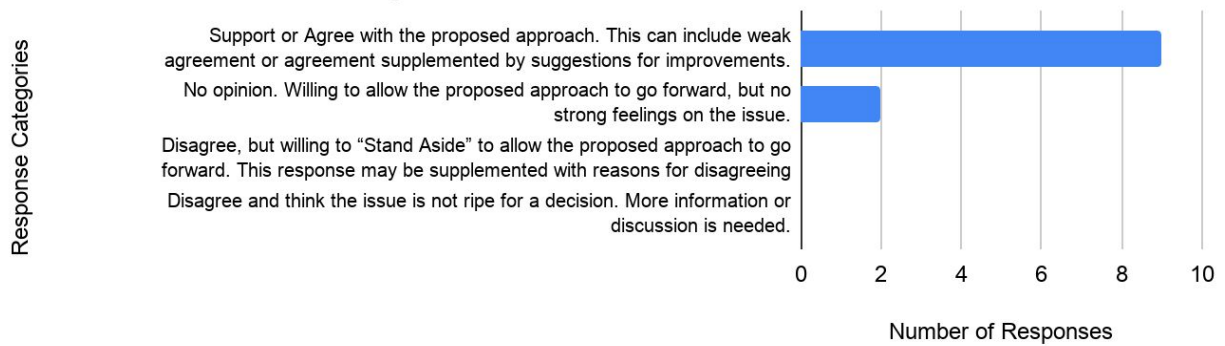 Response Categories
Support or Agree with the proposed approach. This can include weak
agreement or agreement supplemented by suggestions for improvements.
No opinion. Willing to allow the proposed approach to go forward, but no
strong feelings on the issue.
Disagree, but willing to “Stand Aside” to allow the proposed approach to go
forward. This response may be supplemented with reasons for disagreeing
Disagree and think the issue is not ripe for a decision. More information or
discussion is needed.
0 2 4 6 8 10
Number of Responses